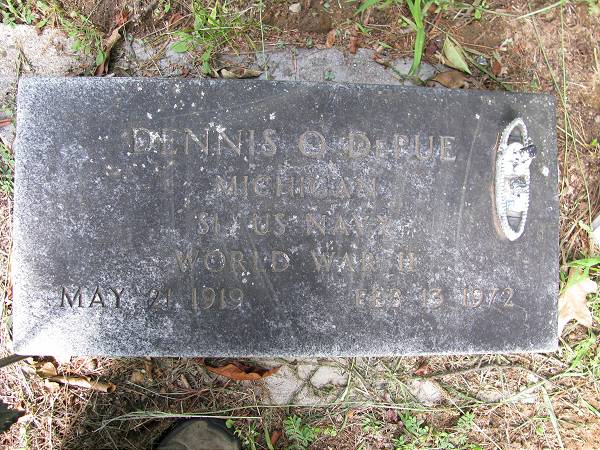 DENNIS O DePUE
MICHIGAN
S1 US NAVY
WORLD WAR II
MAY 21 1919 FEB 13 1972